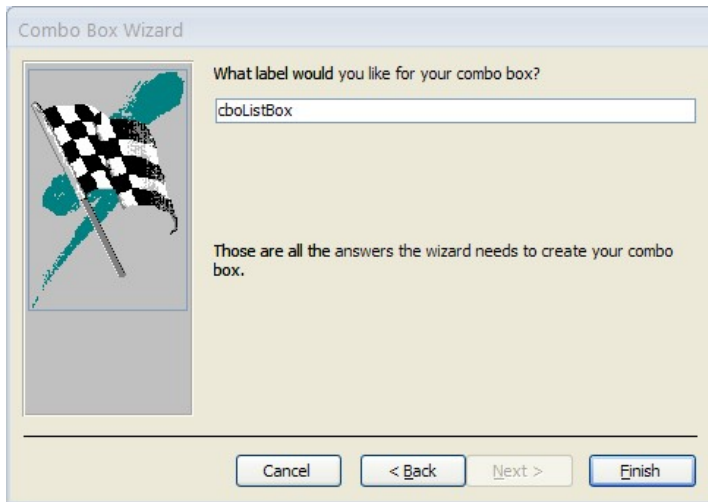 Combo Box Wizard
What label would you like for your combo box?
cboListBox
Those are all the answers the wizard needs to create your combo
box.
Cancel
< Back
Next >
Finish